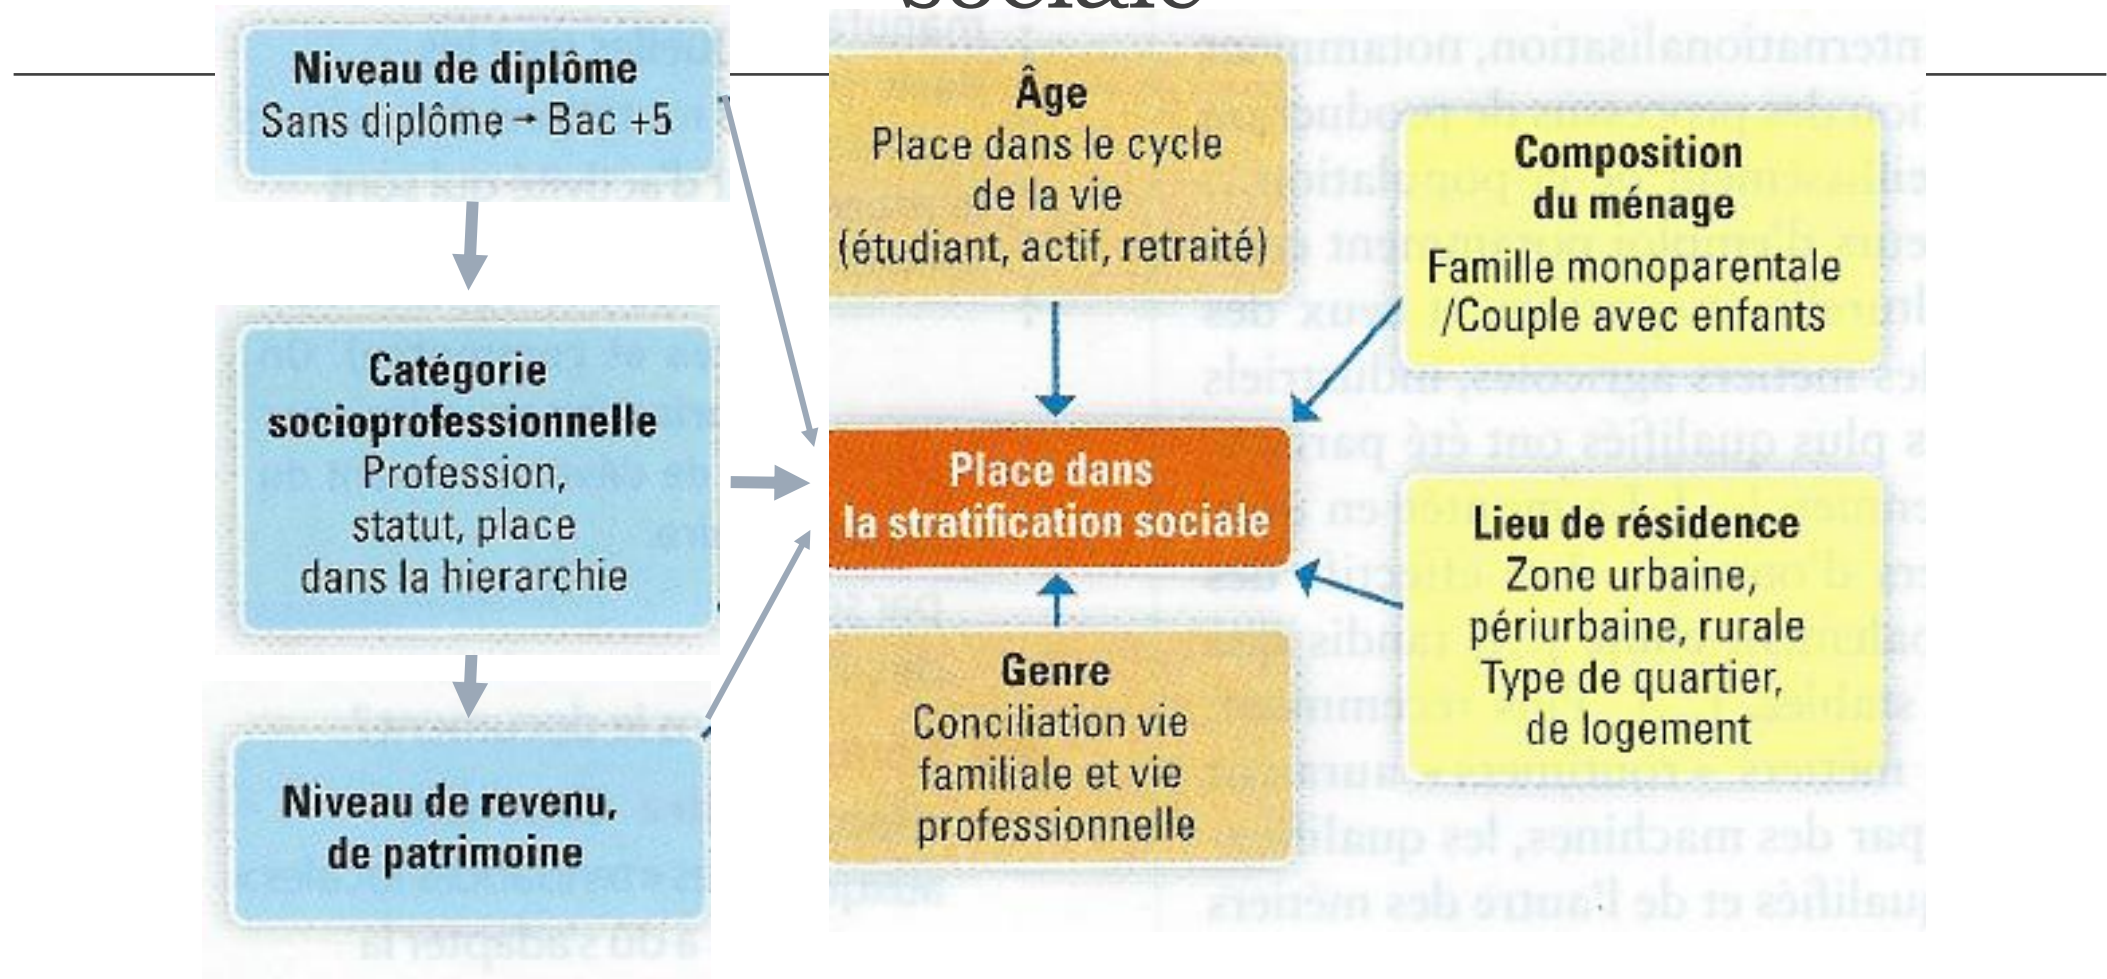 sociale
Niveau de diplôme
Sans diplôme → Bac +5
Catégorie
socioprofessionnelle
Profession,
statut, place
dans la hierarchie
Niveau de revenu,
de patrimoine
Âge
Place dans le cycle
de la vie
(étudiant, actif, retraité)
Place dans
la stratification sociale
Genre
Conciliation vie
familiale et vie
professionnelle
Composition
du ménage
Famille monoparentale
/Couple avec enfants
Lieu de résidence
Zone urbaine,
périurbaine, rurale
Type de quartier,
de logement